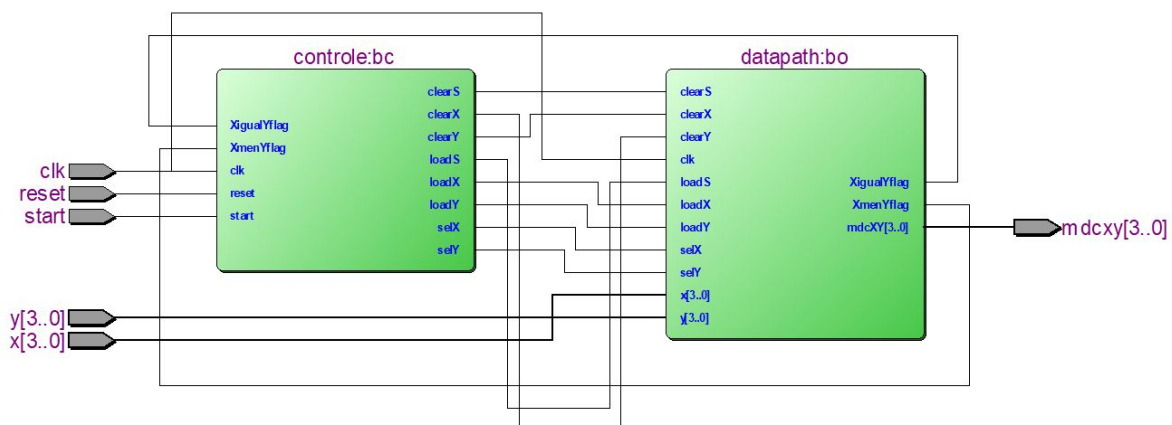 controle:bc
clearS
clearX
clearY
loadS
loadX
loadY
selX
selY
XigualYflag
XmenYflag
clk
reset
start
datapath:bo
clearS
clearX
clearY
clk
loadS
loadX
loadY
selX
selY
x[3..0]
y[3..0]
XigualYflag
XmenYflag
mdcXY[3..0]
clk
reset
start
y[3..0]
x[3..0]
mdcxy[3..0]